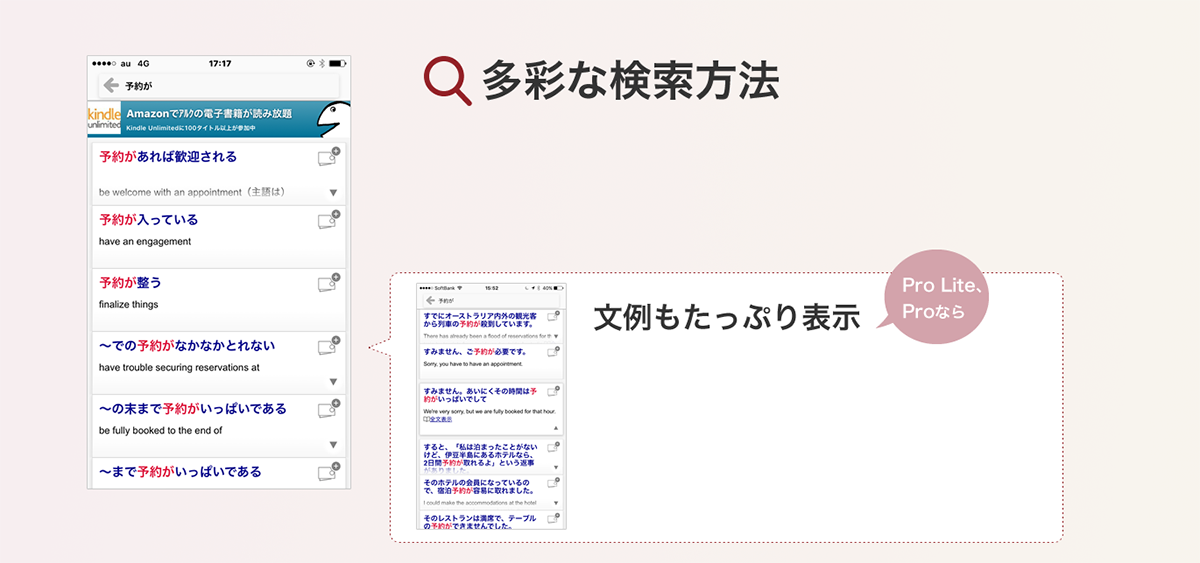 au 4G 17:17
予約が
kindle unlimited
Amazonでｱﾙｸの電子書籍が読み放題
Kindle Unlimitedに100タイトル以上が参加中
予約があれば歓迎される
be welcome with an appointment（主語は）
予約が入っている
have an engagement
予約が整う
finalize things
～での予約がなかなかとれない
have trouble securing reservations at
～の末まで予約がいっぱいである
be fully booked to the end of
～まで予約がいっぱいである
多彩な検索方法
SoftBank 15:52 40%
予約が
すでにオーストラリア内外の観光客
から列車の予約が殺到しています。
There has already been a flood of reservations for th
すみません、ご予約が必要です。
Sorry, you have to have an appointment.
すみません。あいにくその時間は予
約がいっぱいでして
We're very sorry, but we are fully booked for that hour.
全文表示
すると、「私は泊まったことがない
けど、伊豆半島にあるホテルなら、
2日間予約が取れるよ」という返事
がありました。
そのホテルの会員になっているの
で、宿泊予約が容易に取れました。
I could make the accommodations at the hotel
そのレストランは満席で、テーブル
の予約ができませんでした。
文例もたっぷり表示
Pro Lite、
Proなら